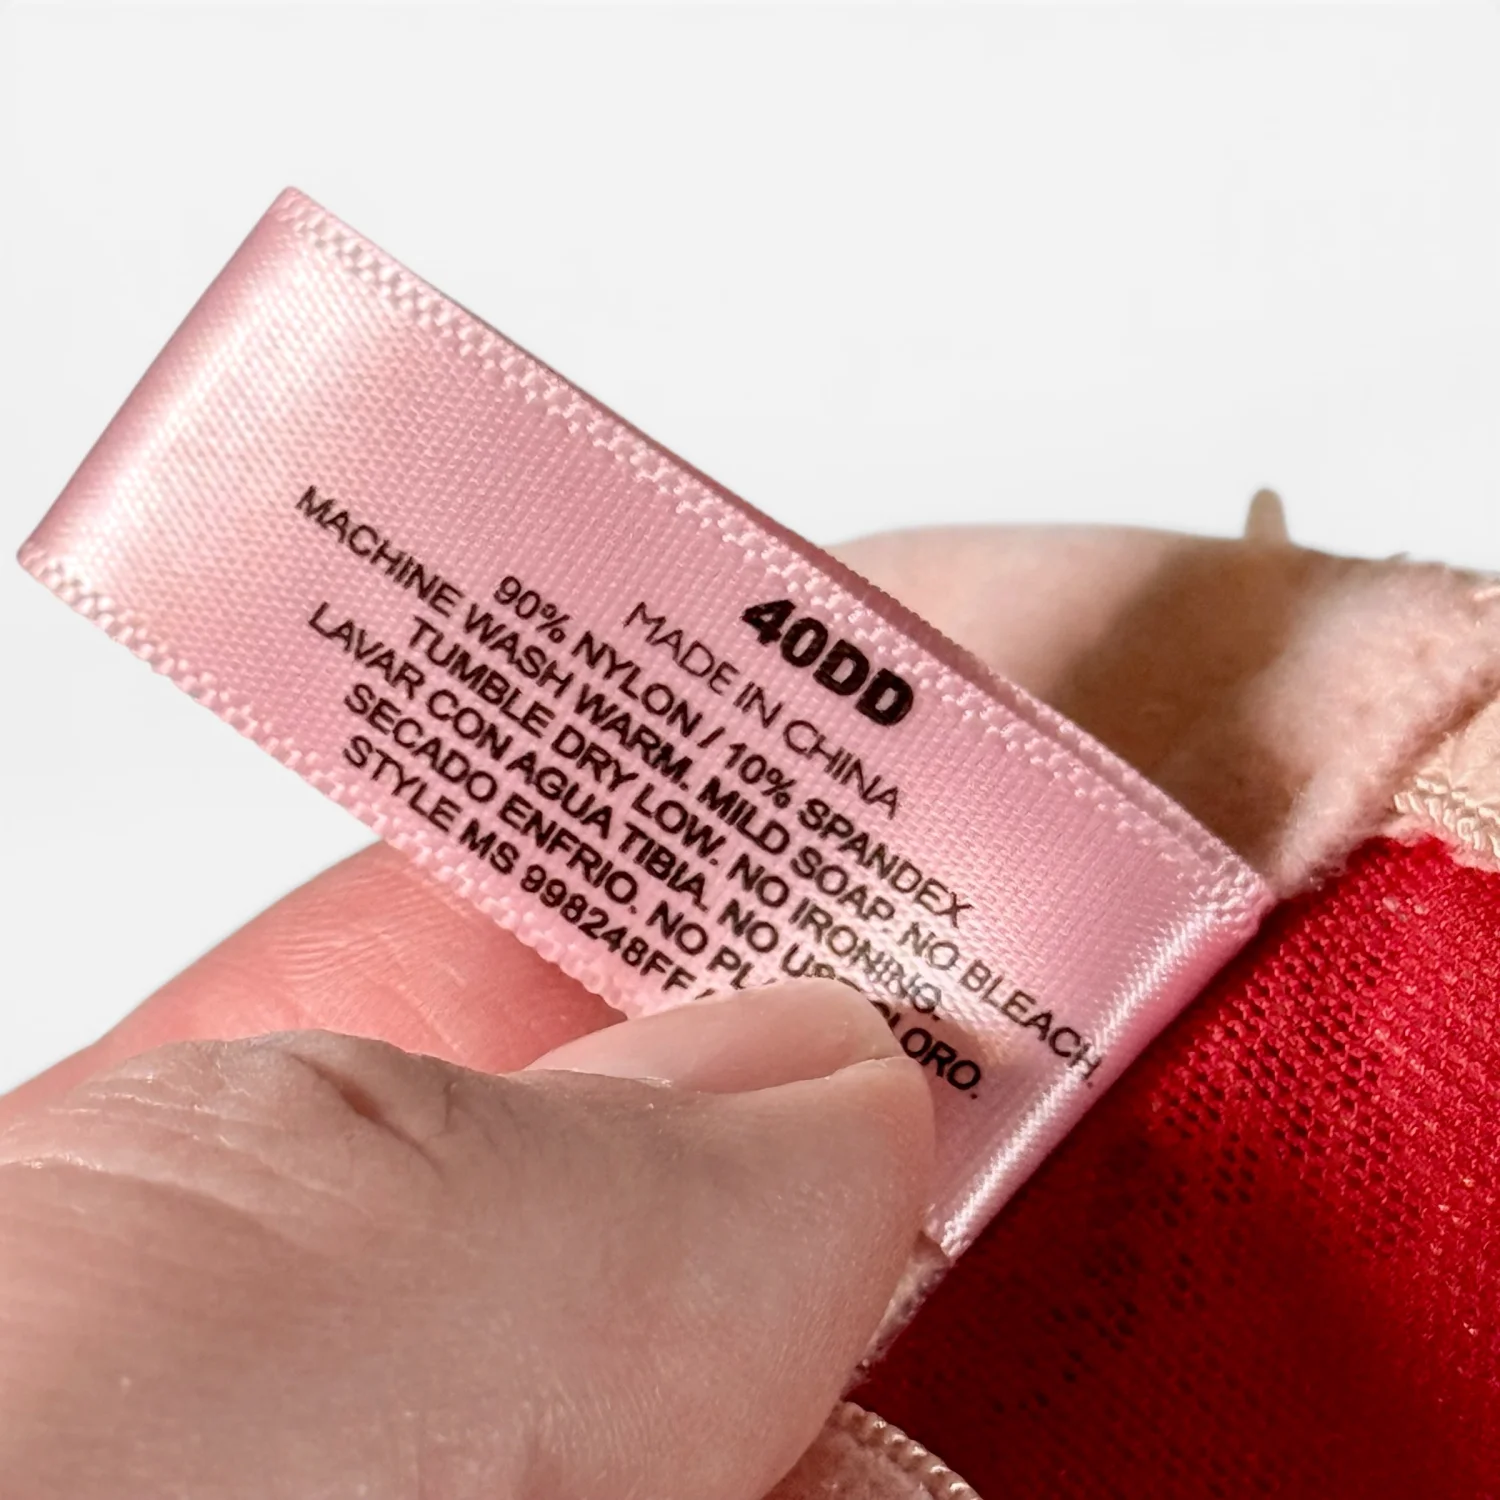 40DD
MADE IN CHINA
90% NYLON / 10% SPANDEX
MACHINE WASH WARM. MILD SOAP. NO BLEACH.
TUMBLE DRY LOW. NO IRONING.
LAVAR CON AGUA TIBIA. NO
SECADO ENFRIO. NO
STYLE MS 998248FF